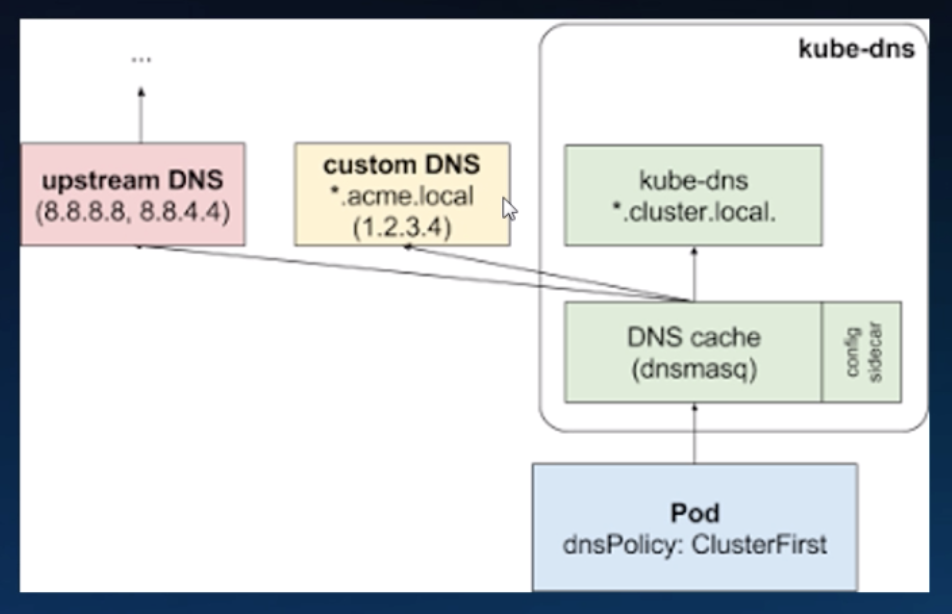 ...
kube-dns
upstream DNS
(8.8.8.8, 8.8.4.4)
custom DNS
*.acme.local
(1.2.3.4)
kube-dns
*.cluster.local.
DNS cache
(dnsmasq)
config
sidecar
Pod
dnsPolicy: ClusterFirst